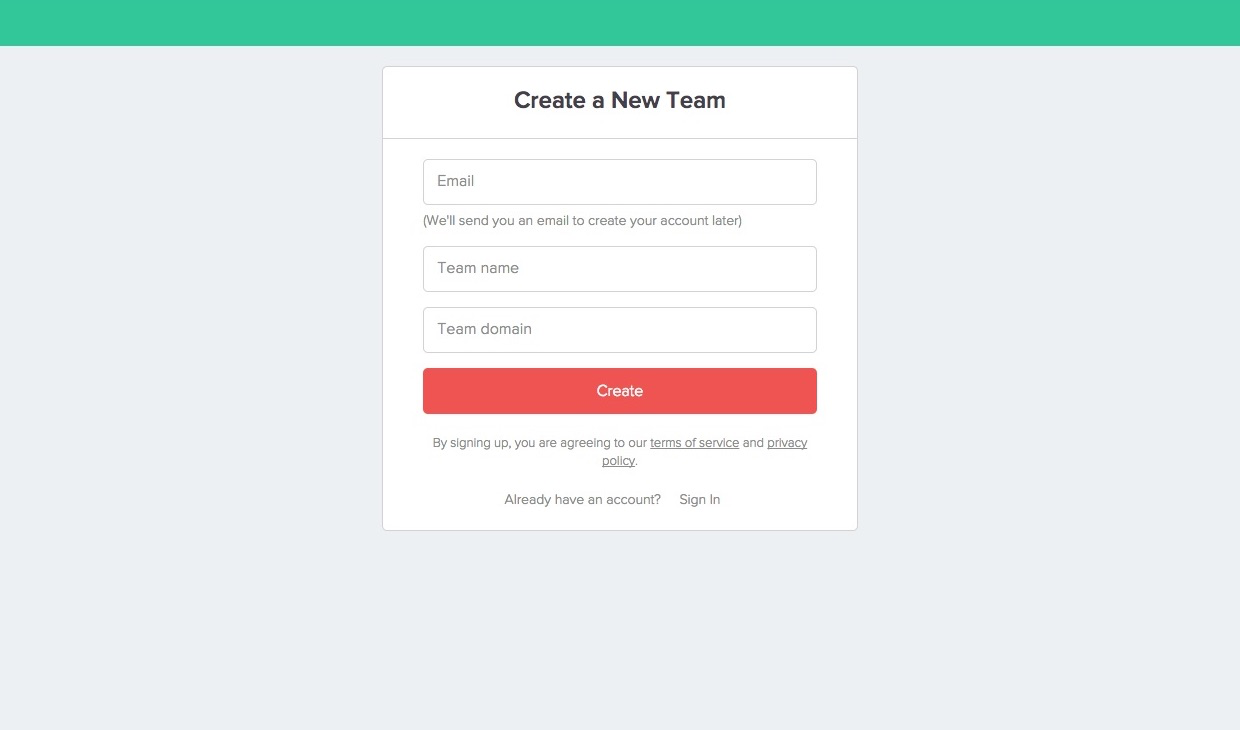 Create a New Team
Email
(We'll send you an email to create your account later)
Team name
Team domain
Create
By signing up, you are agreeing to our terms of service and privacy
policy.
Already have an account? Sign In